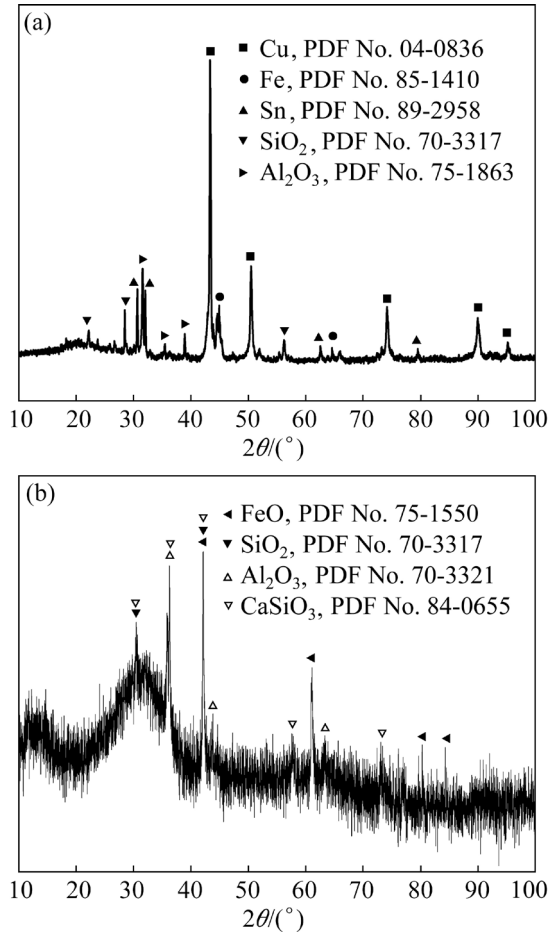 (a)
■ Cu, PDF No. 04-0836
● Fe, PDF No. 85-1410
▲ Sn, PDF No. 89-2958
▼ SiO₂, PDF No. 70-3317
► Al₂O₃, PDF No. 75-1863
10 20 30 40 50 60 70 80 90 100
2θ/(°)
(b)
◄ FeO, PDF No. 75-1550
▼ SiO₂, PDF No. 70-3317
△ Al₂O₃, PDF No. 70-3321
▽ CaSiO₃, PDF No. 84-0655
10 20 30 40 50 60 70 80 90 100
2θ/(°)